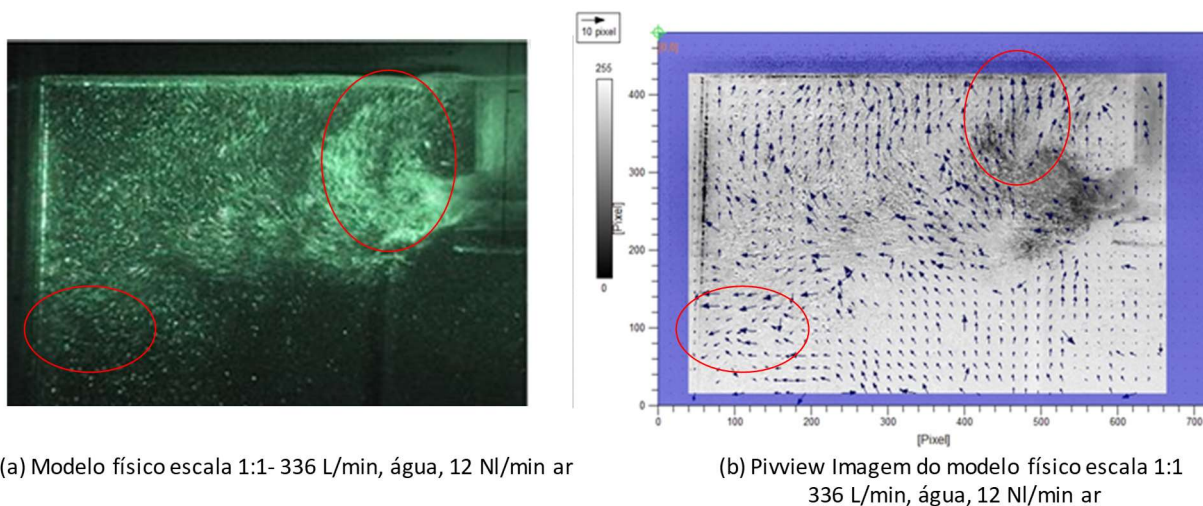 10 pixel
[0,0]
255
0
[Pixel]
400
300
200
100
0
0 100 200 300 400 500 600 700
[Pixel]
(a) Modelo físico escala 1:1- 336 L/min, água, 12 Nl/min ar
(b) Pivview Imagem do modelo físico escala 1:1
336 L/min, água, 12 Nl/min ar